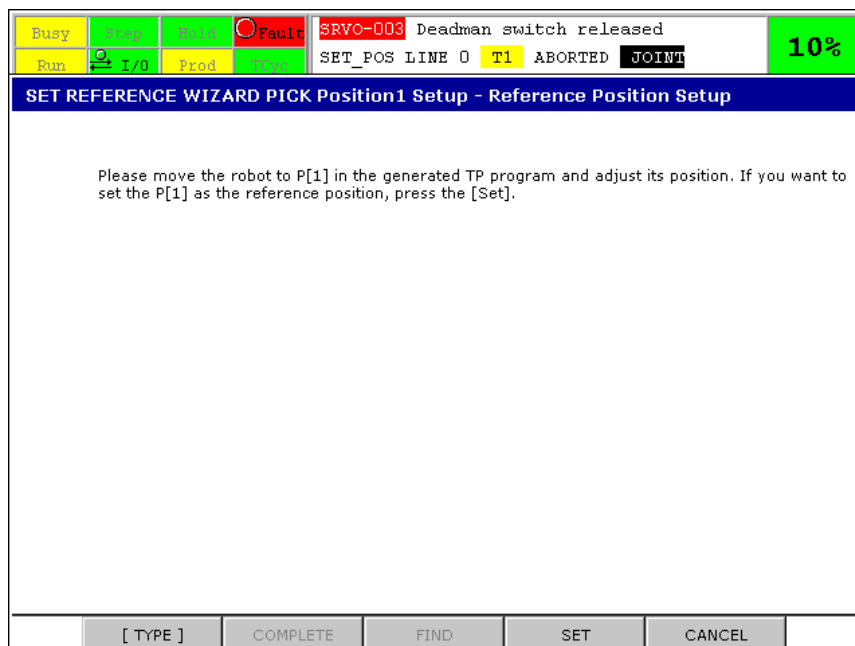 Busy Step Hold Fault SRVO-003 Deadman switch released
Run I/O Prod TCyc SET_POS LINE 0 T1 ABORTED JOINT
10%
SET REFERENCE WIZARD PICK Position1 Setup - Reference Position Setup
Please move the robot to P[1] in the generated TP program and adjust its position. If you want to
set the P[1] as the reference position, press the [Set].
[ TYPE ] COMPLETE FIND SET CANCEL